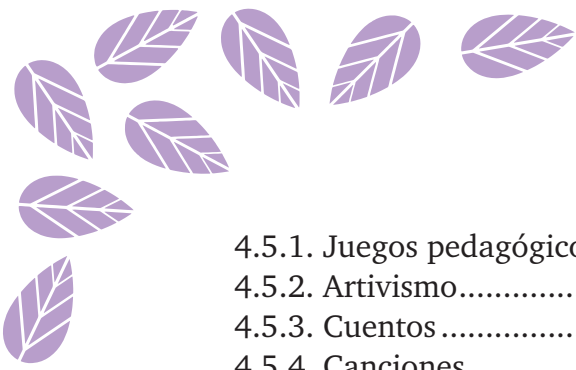 4.5.1. Juegos pedagógico
4.5.2. Artivismo.............
4.5.3. Cuentos...............
4.5.4. Canciones